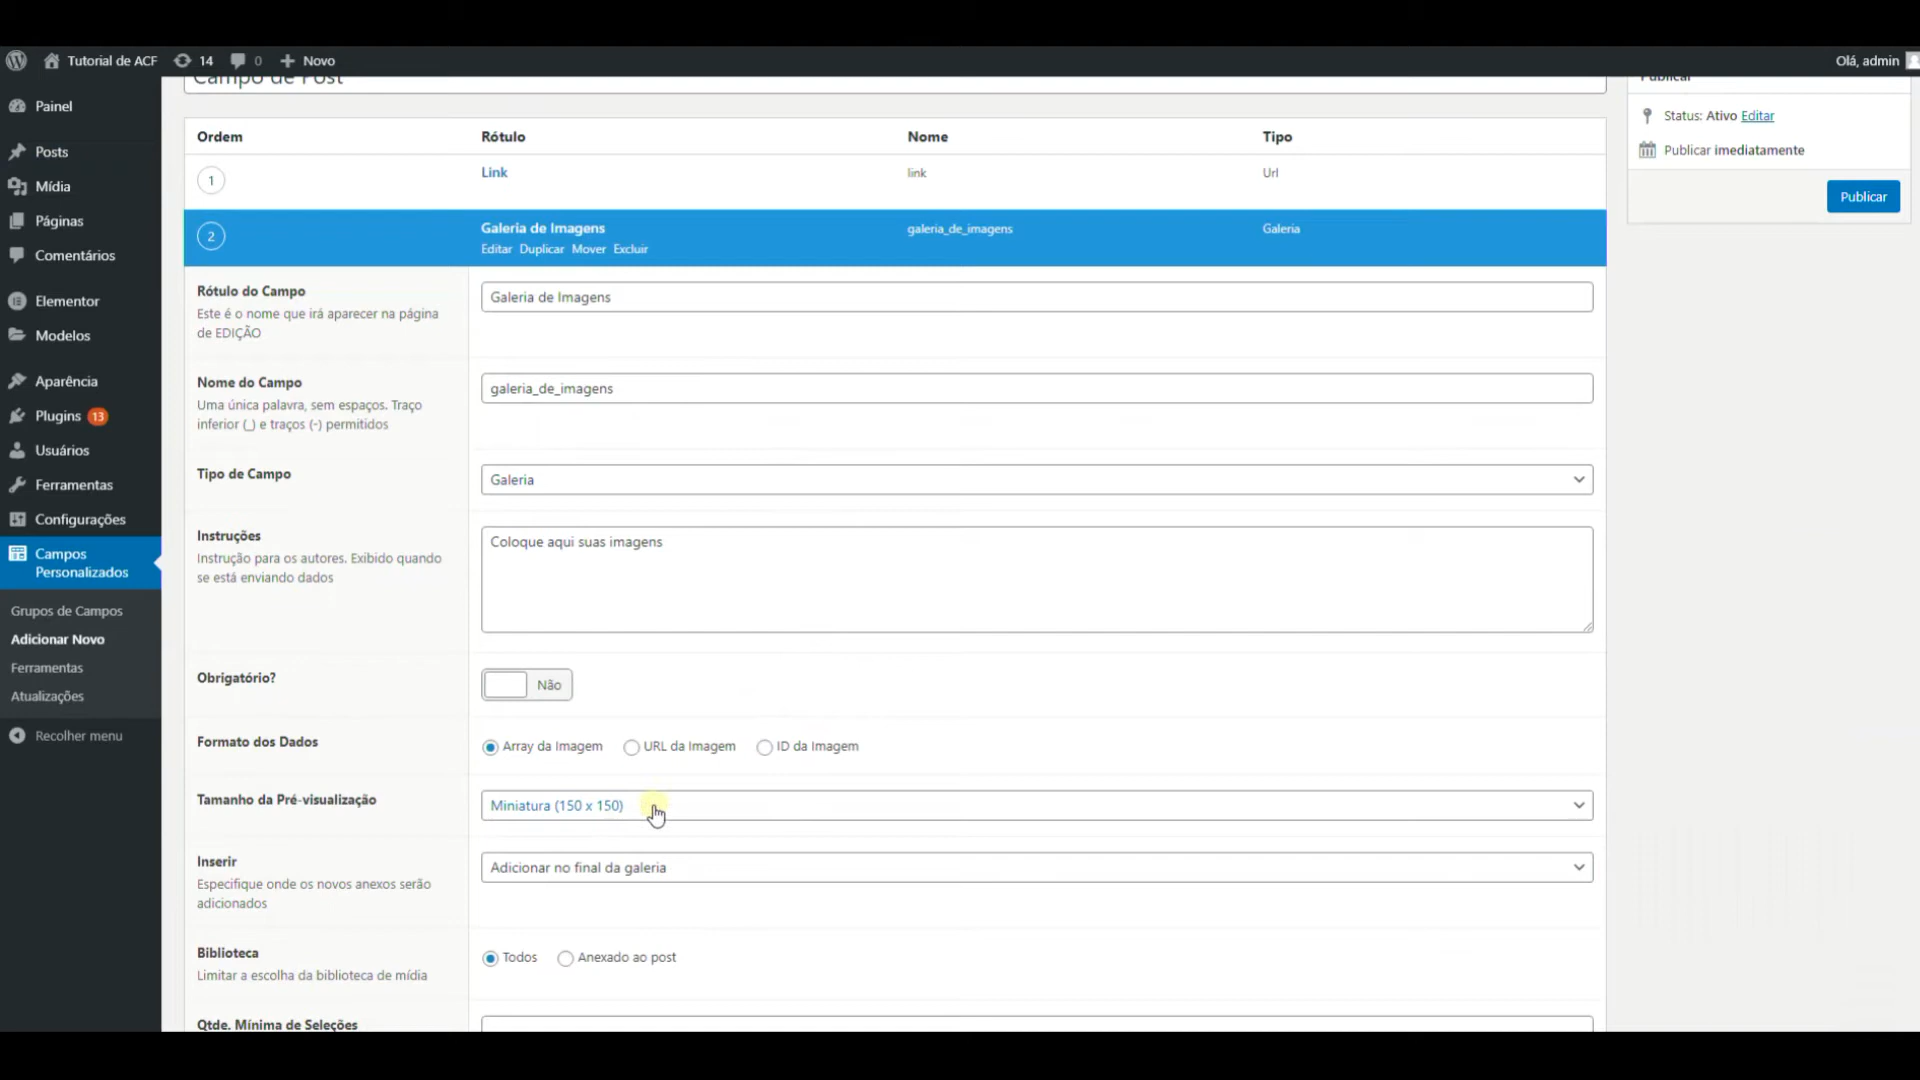 Tutorial de ACF 14 0 Novo Olá, admin
Campo de Post
Publicar
Painel
Posts
Mídia
Páginas
Comentários
Elementor
Modelos
Aparência
Plugins 13
Usuários
Ferramentas
Configurações
Campos
Personalizados
Grupos de Campos
Adicionar Novo
Ferramentas
Atualizações
Recolher menu
Ordem Rótulo Nome Tipo
1 Link link Url
2 Galeria de Imagens galeria_de_imagens Galeria
Editar Duplicar Mover Excluir
Rótulo do Campo
Este é o nome que irá aparecer na página
de EDIÇÃO
Galeria de Imagens
Nome do Campo
Uma única palavra, sem espaços. Traço
inferior (_) e traços (-) permitidos
galeria_de_imagens
Tipo de Campo
Galeria
Instruções
Instrução para os autores. Exibido quando
se está enviando dados
Coloque aqui suas imagens
Obrigatório?
Não
Formato dos Dados
Array da Imagem URL da Imagem ID da Imagem
Tamanho da Pré-visualização
Miniatura (150 x 150)
Inserir
Especifique onde os novos anexos serão
adicionados
Adicionar no final da galeria
Biblioteca
Limitar a escolha da biblioteca de mídia
Todos Anexado ao post
Qtde. Mínima de Seleções
Status: Ativo Editar
Publicar imediatamente
Publicar